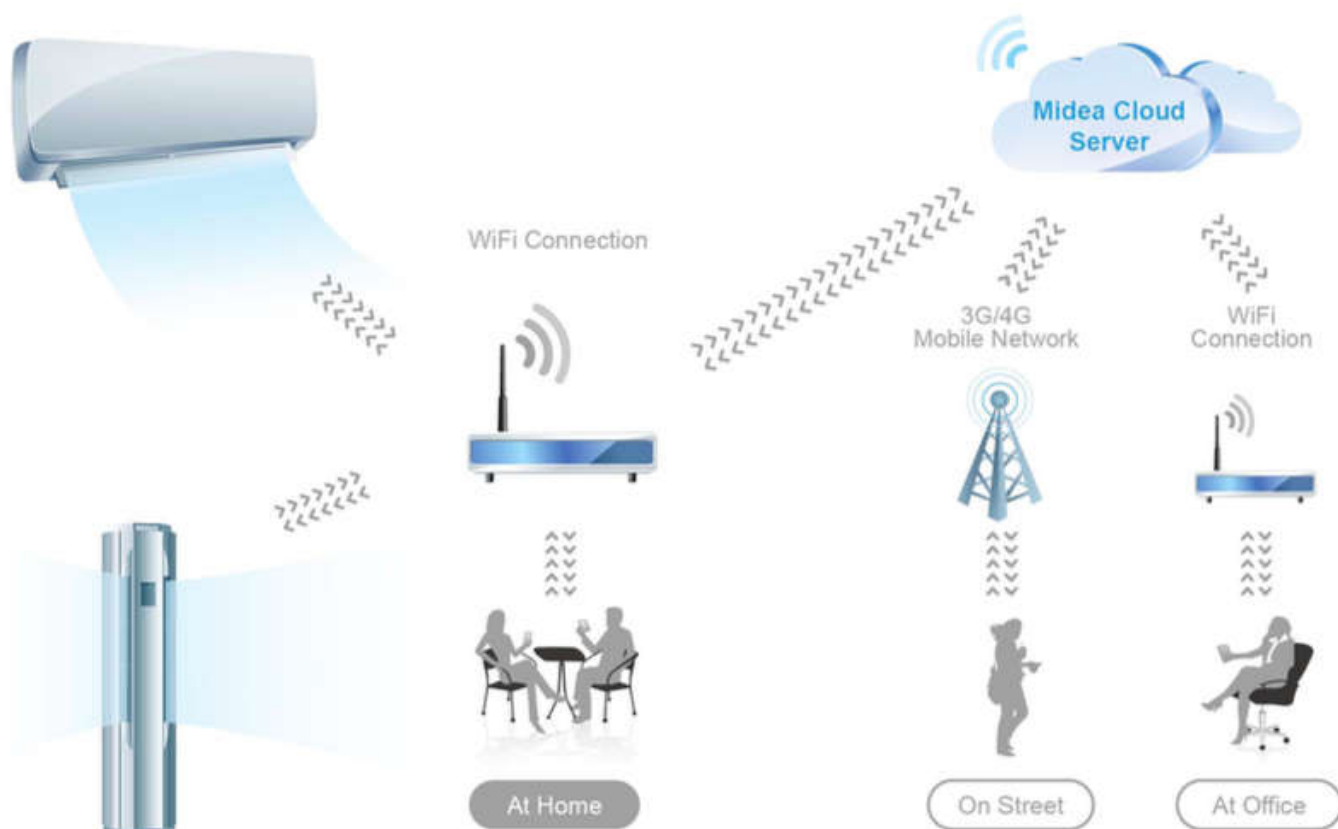 Midea Cloud
Server
WiFi Connection
3G/4G
Mobile Network
WiFi
Connection
At Home
On Street
At Office